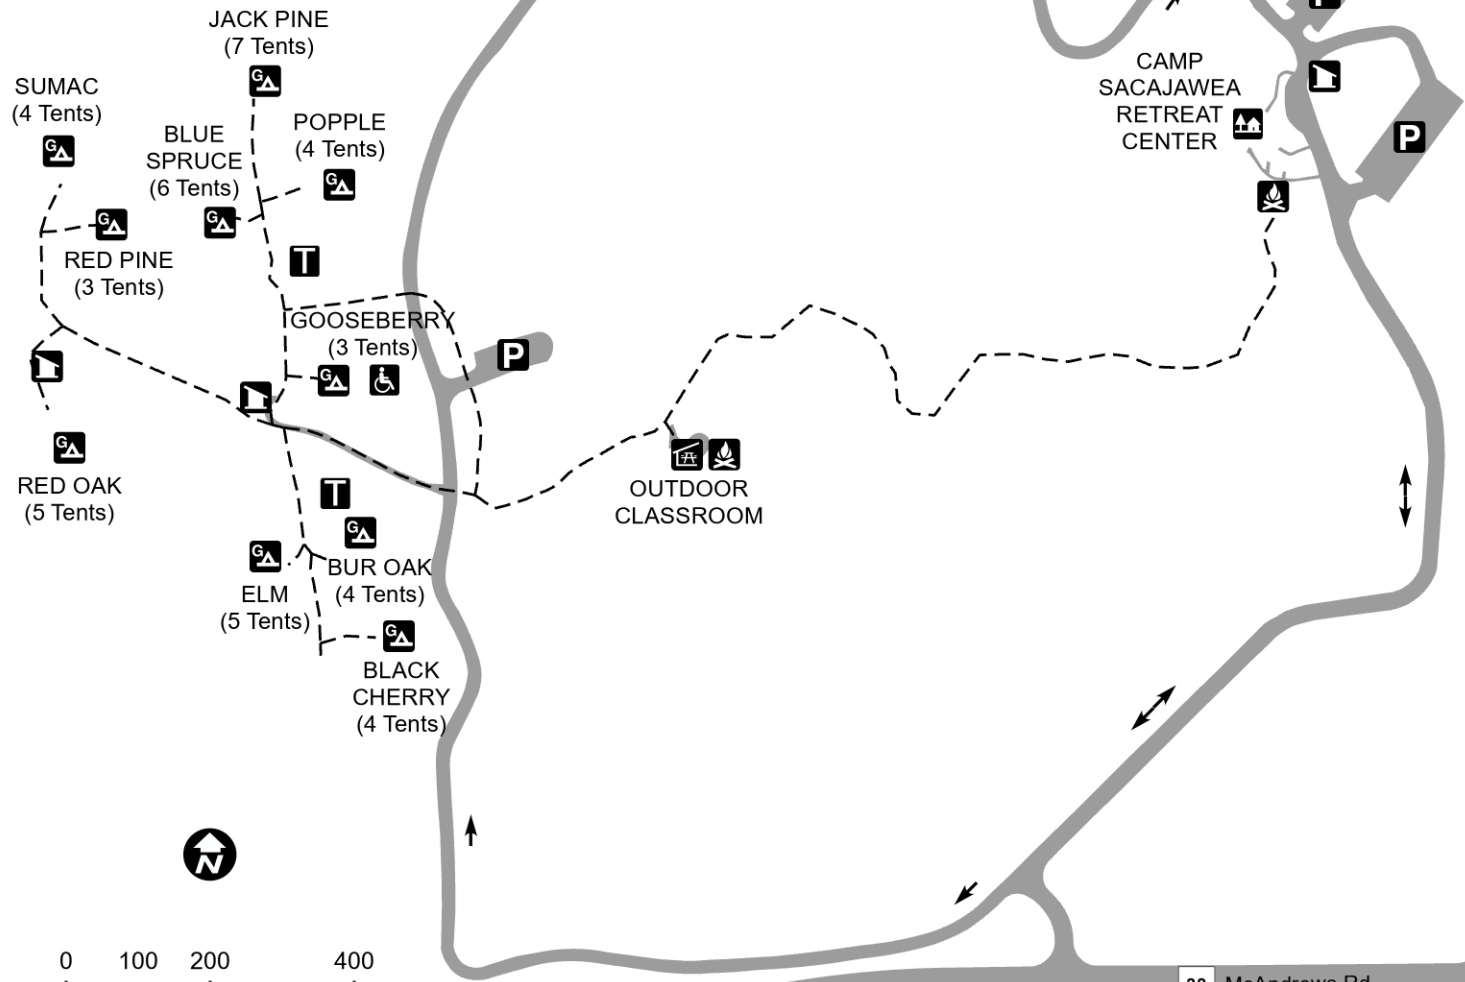 JACK PINE
(7 Tents)
G
SUMAC
(4 Tents)
G
BLUE
SPRUCE
(6 Tents)
G
POPPLE
(4 Tents)
G
G
RED PINE
(3 Tents)
T
GOOSEBERRY
(3 Tents)
G
P
G
RED OAK
(5 Tents)
T
G
BUR OAK
(4 Tents)
G
ELM
(5 Tents)
G
BLACK
CHERRY
(4 Tents)
OUTDOOR
CLASSROOM
CAMP
SACAJAWEA
RETREAT
CENTER
P
N
0 100 200 400
McAndrews Rd